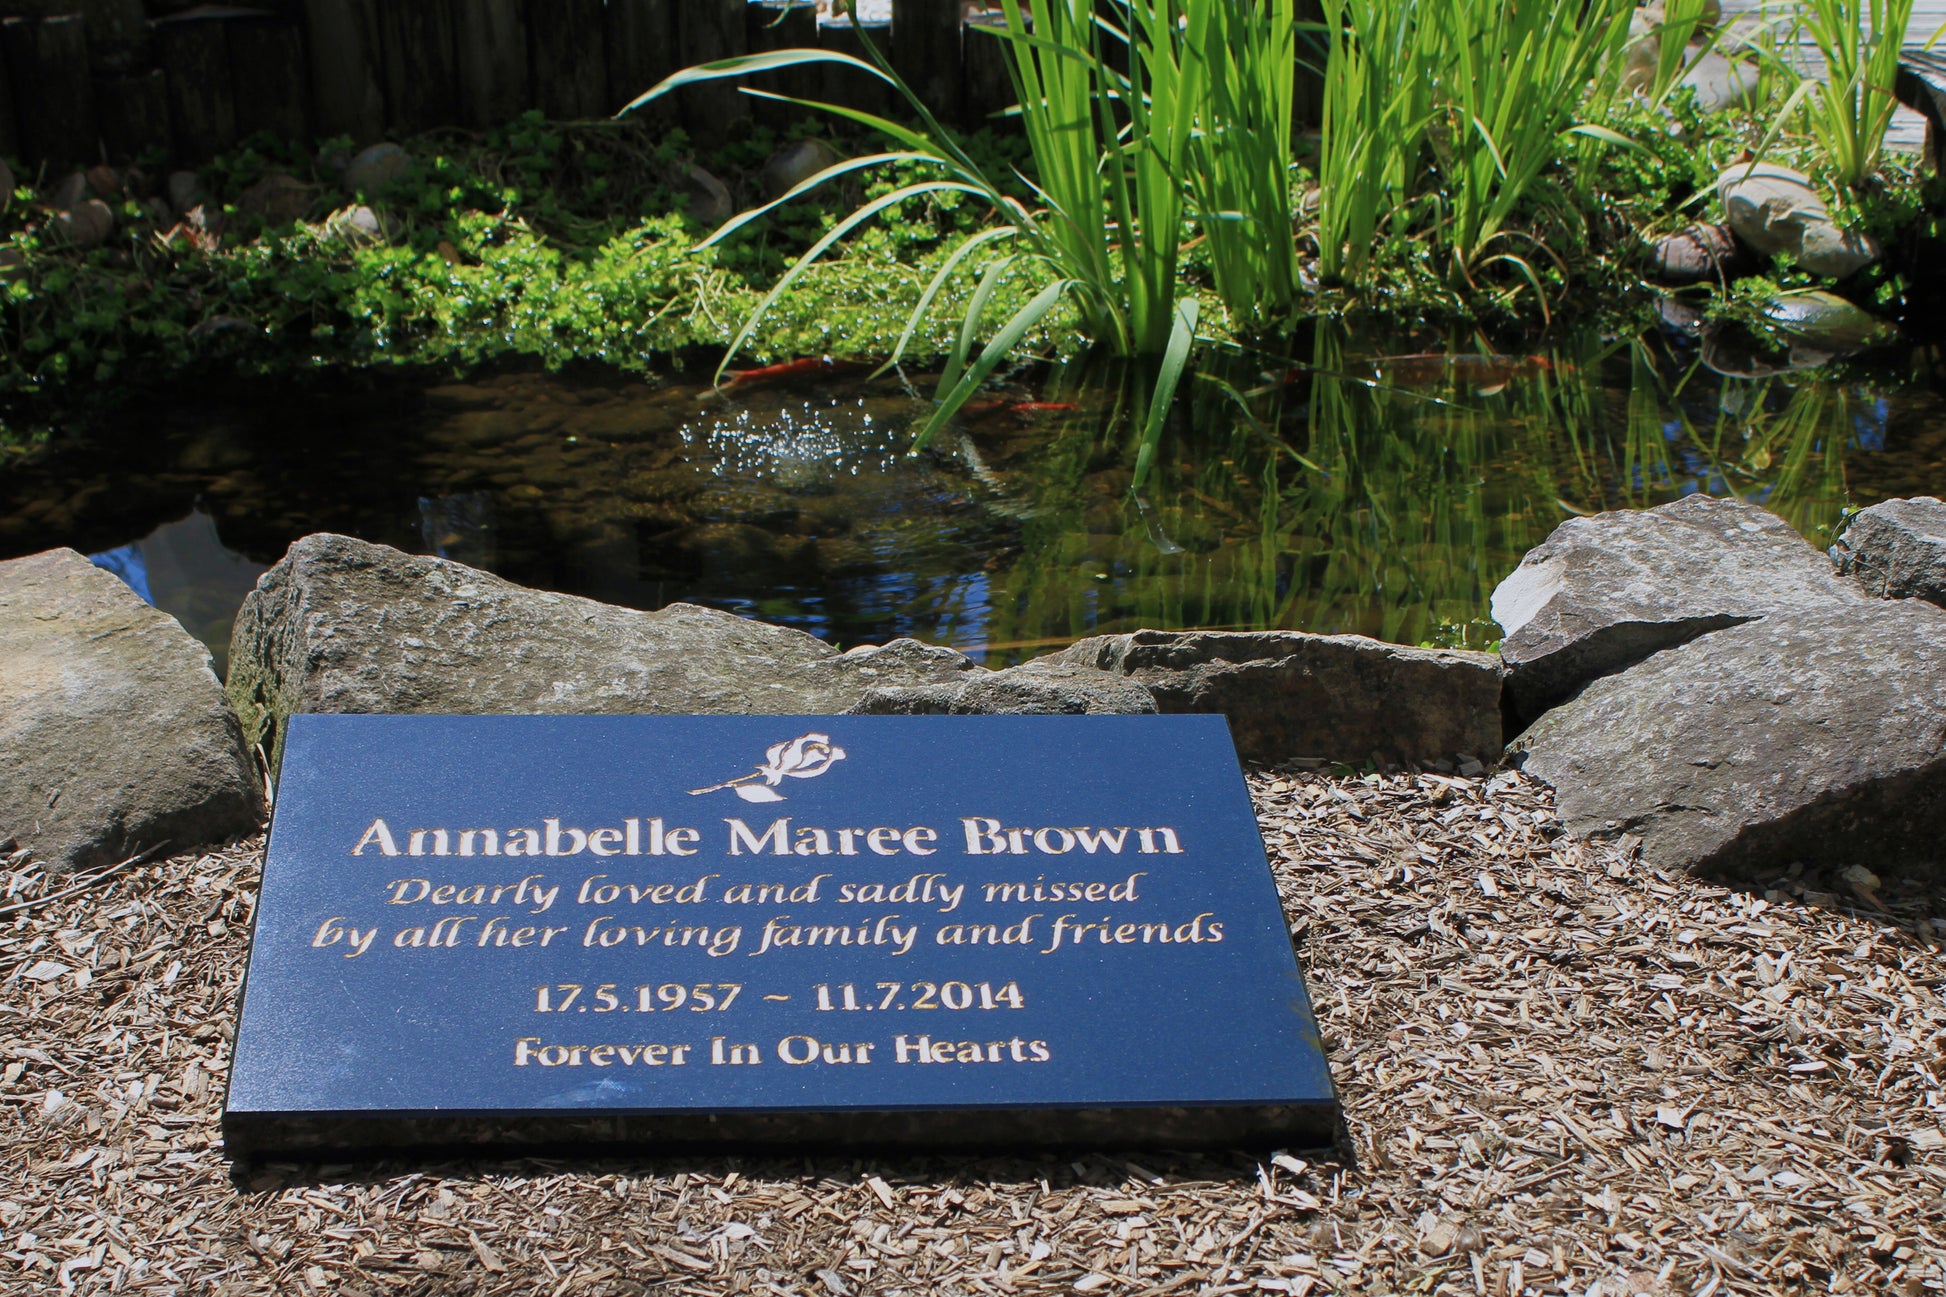 Annabelle Maree Brown
Dearly loved and sadly missed
by all her loving family and friends
17.5.1957 ~ 11.7.2014
Forever In Our Hearts